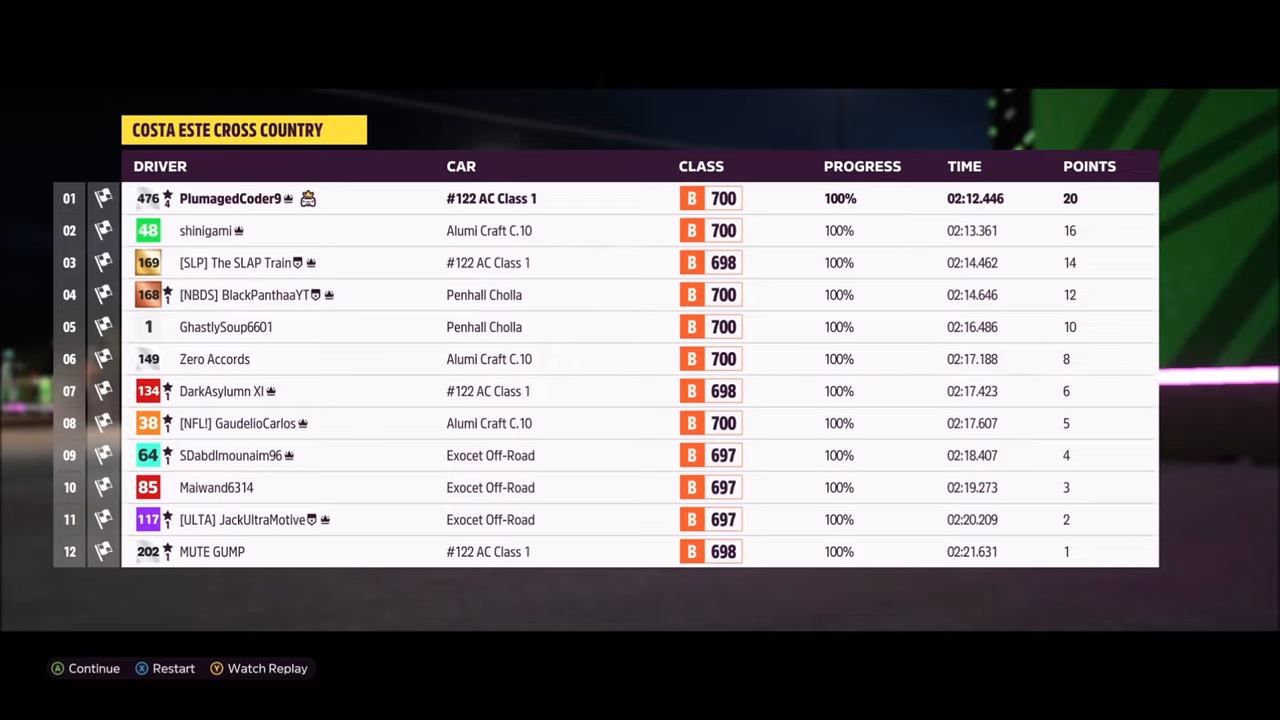 COSTA ESTE CROSS COUNTRY
DRIVER CAR CLASS PROGRESS TIME POINTS
01 476 4 PlumagedCoder9 #122 AC Class 1 B 700 100% 02:12.446 20
02 48 shinigami Alumi Craft C.10 B 700 100% 02:13.361 16
03 169 [SLP] The SLAP Train #122 AC Class 1 B 698 100% 02:14.462 14
04 168 1 [NBDS] BlackPanthaaYT Penhall Cholla B 700 100% 02:14.646 12
05 1 GhastlySoup6601 Penhall Cholla B 700 100% 02:16.486 10
06 149 Zero Accords Alumi Craft C.10 B 700 100% 02:17.188 8
07 134 1 DarkAsylumn XI #122 AC Class 1 B 698 100% 02:17.423 6
08 38 1 [NFL!] GaudelioCarlos Alumi Craft C.10 B 700 100% 02:17.607 5
09 64 1 SDabdlmounaim96 Exocet Off-Road B 697 100% 02:18.407 4
10 85 Maiwand6314 Exocet Off-Road B 697 100% 02:19.273 3
11 117 1 [ULTA] JackUltraMotive Exocet Off-Road B 697 100% 02:20.209 2
12 202 1 MUTE GUMP #122 AC Class 1 B 698 100% 02:21.631 1
A Continue X Restart Y Watch Replay